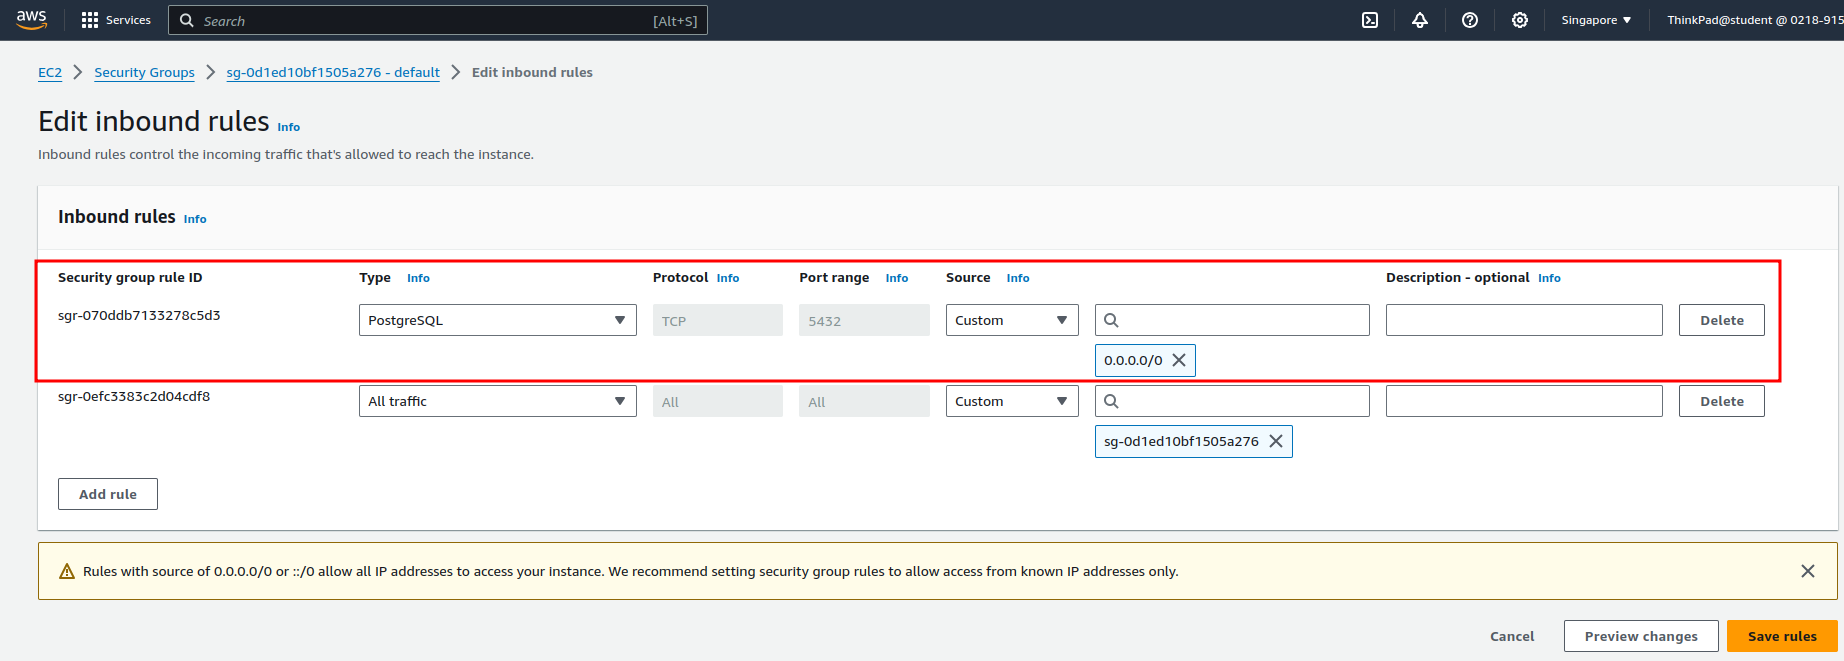 aws Services Search [Alt+S] Singapore ThinkPad@student @ 0218-915
EC2 Security Groups sg-0d1ed10bf1505a276 - default Edit inbound rules
Edit inbound rules Info
Inbound rules control the incoming traffic that's allowed to reach the instance.
Inbound rules Info
Security group rule ID Type Info Protocol Info Port range Info Source Info Description - optional Info
sgr-070ddb7133278c5d3 PostgreSQL TCP 5432 Custom Delete
0.0.0.0/0
sgr-0efc3383c2d04cdf8 All traffic All All Custom Delete
sg-0d1ed10bf1505a276
Add rule
Rules with source of 0.0.0.0/0 or ::/0 allow all IP addresses to access your instance. We recommend setting security group rules to allow access from known IP addresses only.
Cancel Preview changes Save rules